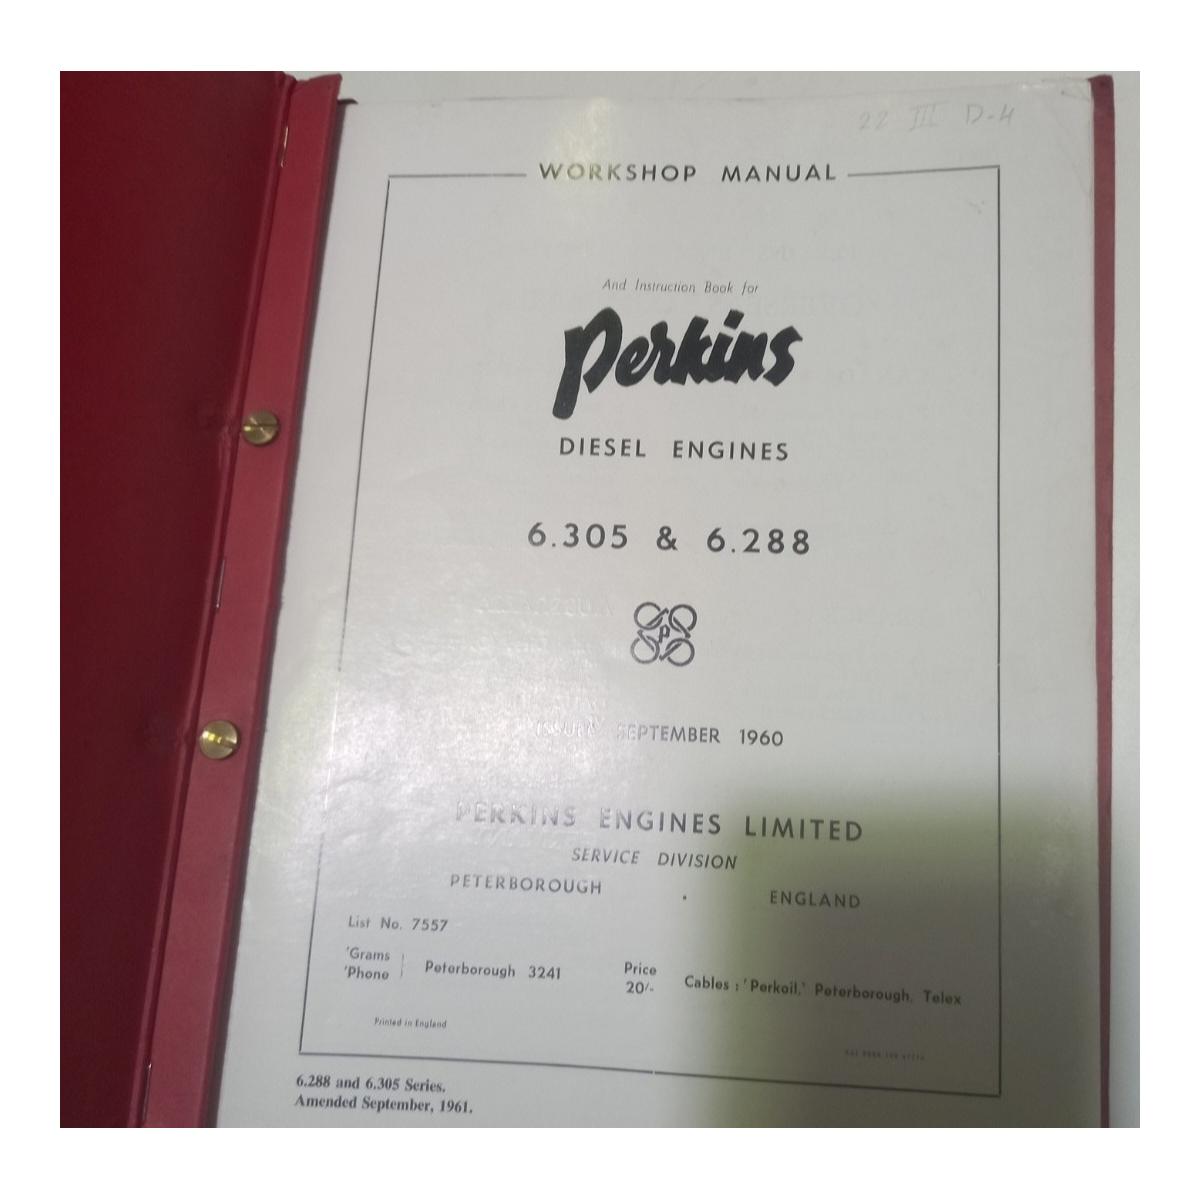 22 III D-4
WORKSHOP MANUAL
And Instruction Book for
Perkins
DIESEL ENGINES
6.305 & 6.288
P
ISSUED SEPTEMBER 1960
PERKINS ENGINES LIMITED
SERVICE DIVISION
PETERBOROUGH . ENGLAND
List No. 7557
'Grams
'Phone } Peterborough 3241
Price
20/-
Cables : 'Perkoil,' Peterborough, Telex
Printed in England
6.288 and 6.305 Series.
Amended September, 1961.